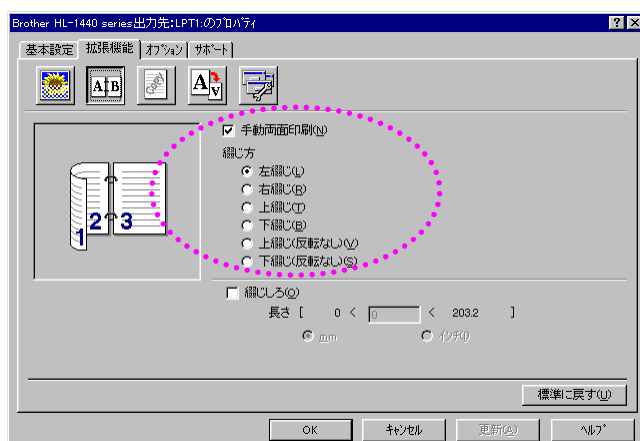 Brother HL-1440 series出力先:LPT1:のﾌﾟﾛﾊﾟﾃｨ
基本設定 拡張機能 ｵﾌﾟｼｮﾝ ｻﾎﾟｰﾄ
A B
A
手動両面印刷(N)
綴じ方
左綴じ(L)
右綴じ(R)
上綴じ(T)
下綴じ(B)
上綴じ(反転なし)(V)
下綴じ(反転なし)(S)
1 2 3
綴じしろ(O)
長さ [ 0 < 0 < 203.2 ]
mm ｲﾝﾁ(I)
標準に戻す(U)
OK ｷｬﾝｾﾙ 更新(A) ﾍﾙﾌﾟ